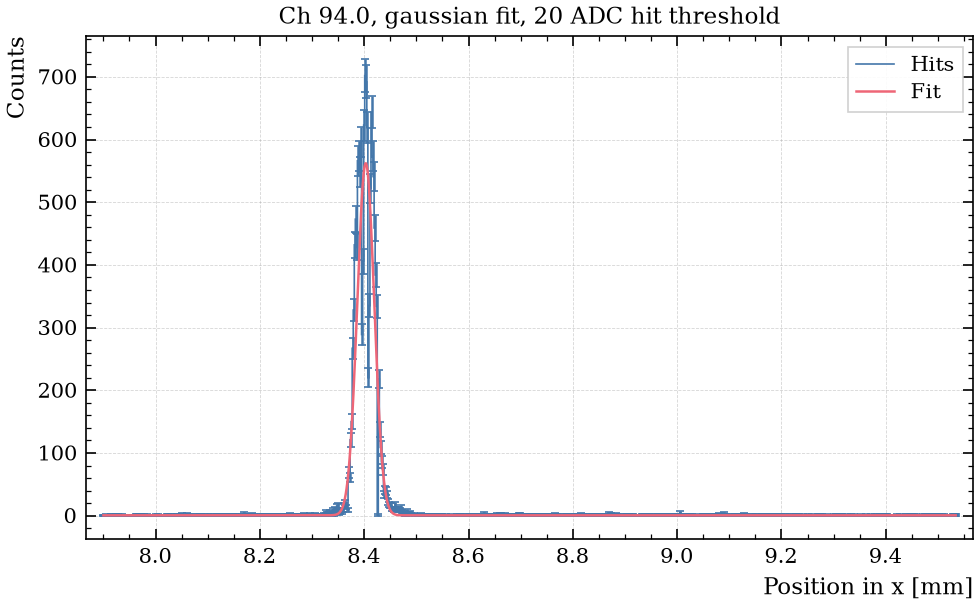 Ch 94.0, gaussian fit, 20 ADC hit threshold
Counts
Hits
Fit
700
600
500
400
300
200
100
0
8.0 8.2 8.4 8.6 8.8 9.0 9.2 9.4
Position in x [mm]